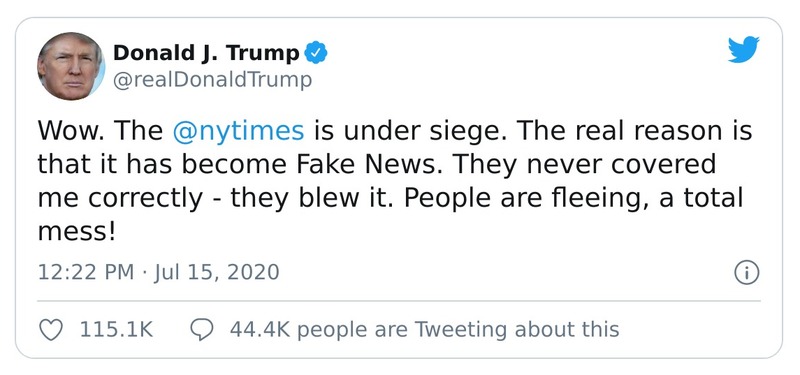 Donald J. Trump
@realDonaldTrump
Wow. The @nytimes is under siege. The real reason is
that it has become Fake News. They never covered
me correctly - they blew it. People are fleeing, a total
mess!
12:22 PM · Jul 15, 2020
115.1K 44.4K people are Tweeting about this